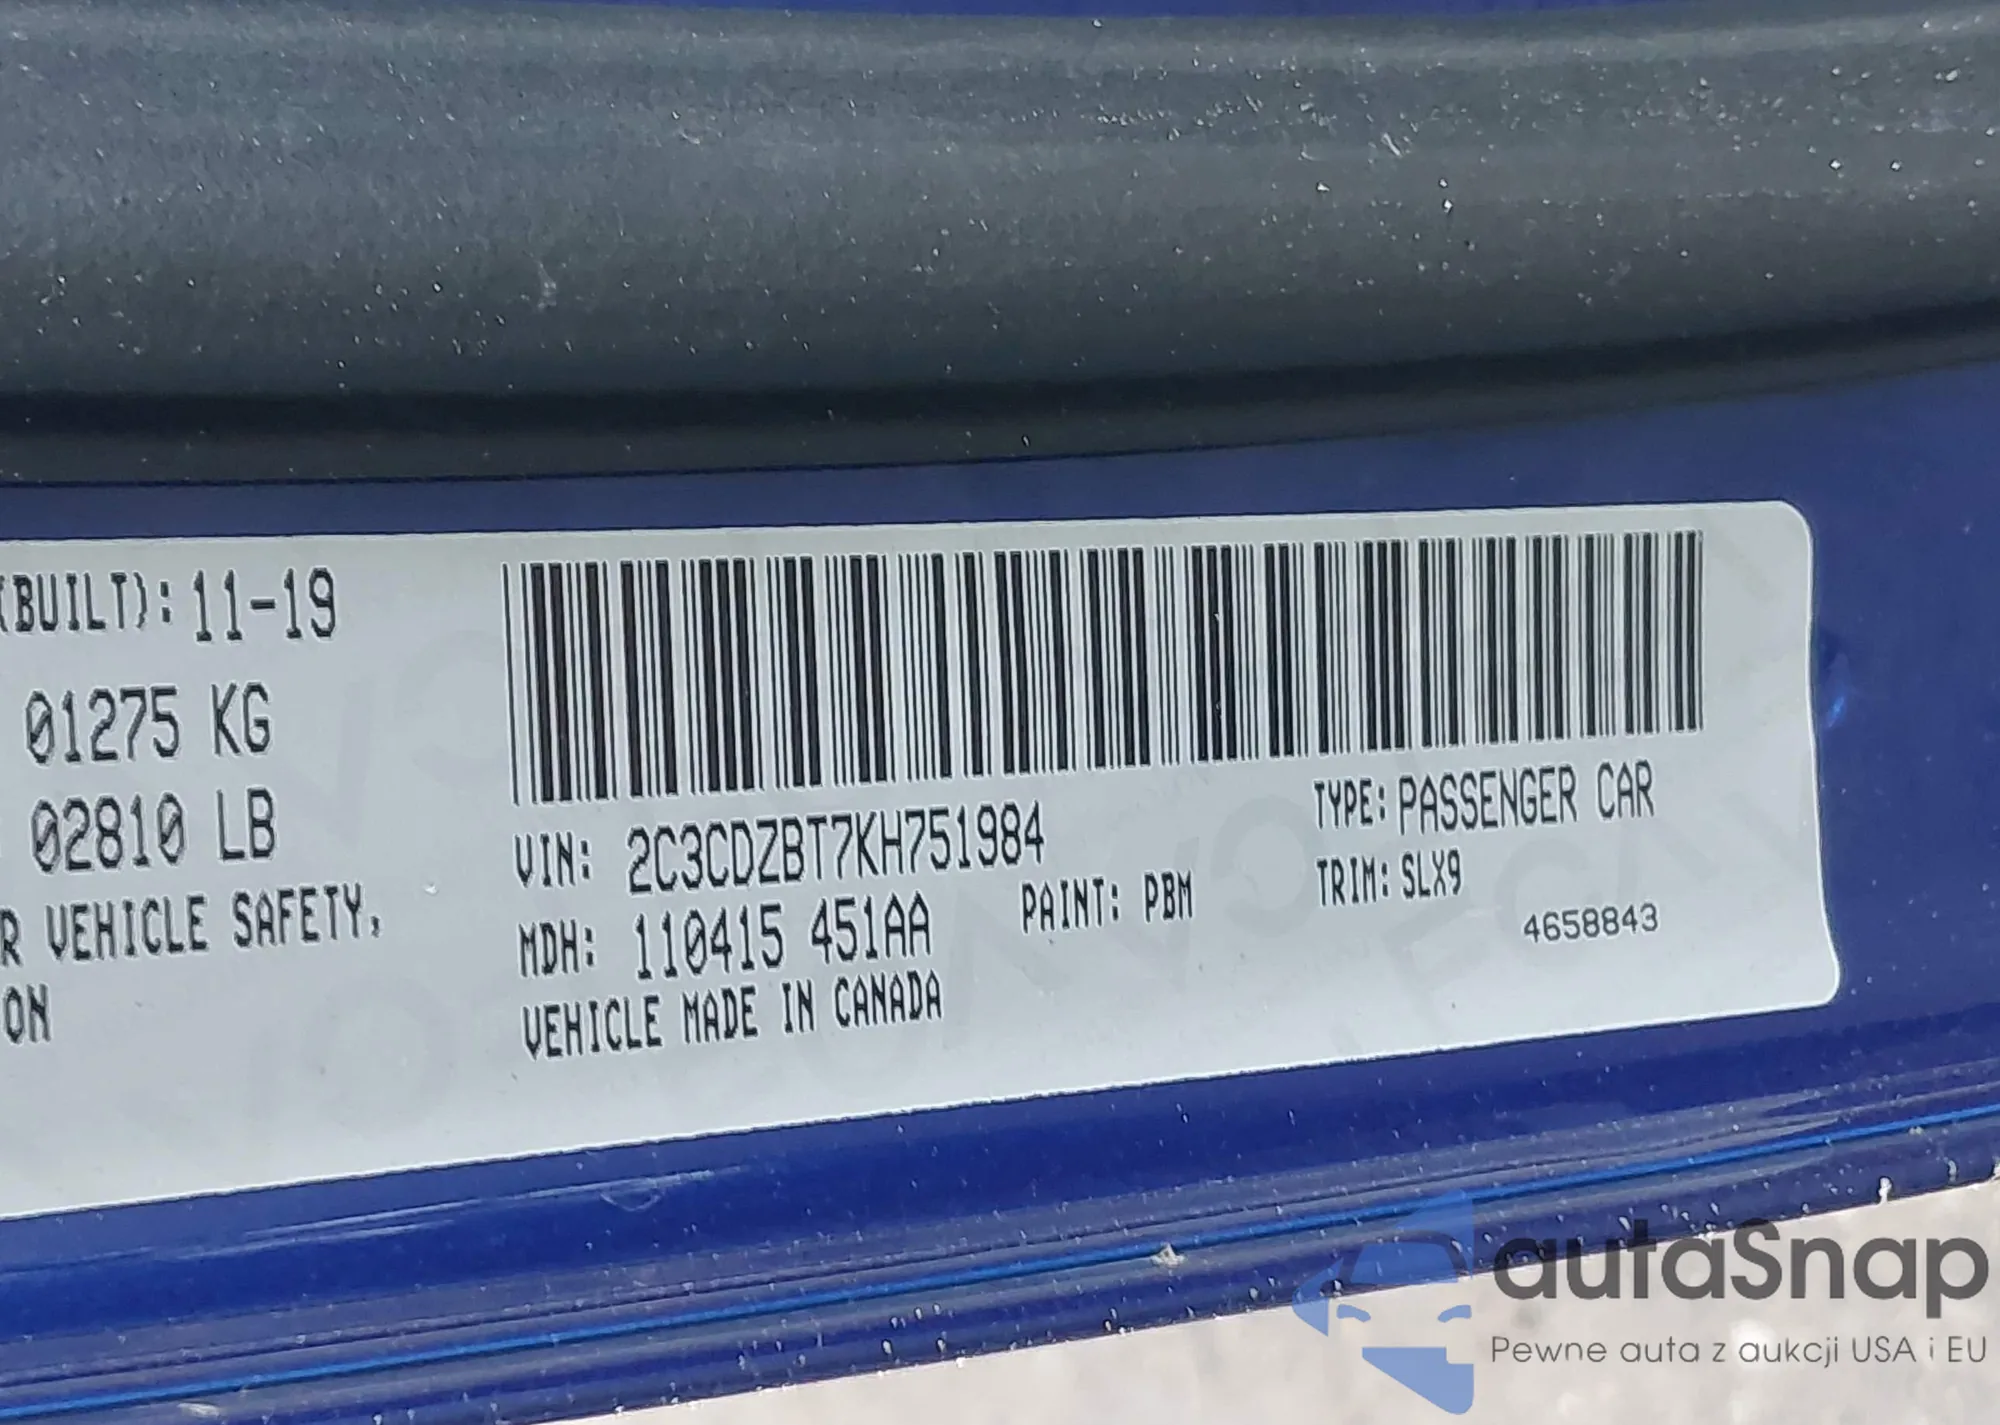 (BUILT): 11-19
01275 KG
02810 LB
R VEHICLE SAFETY,
ON
VIN: 2C3CDZBT7KH751984
MDH: 110415 451AA
PAINT: PBM
VEHICLE MADE IN CANADA
TYPE: PASSENGER CAR
TRIM: SLX9
4658843
autaSnap
Pewne auta z aukcji USA i EU